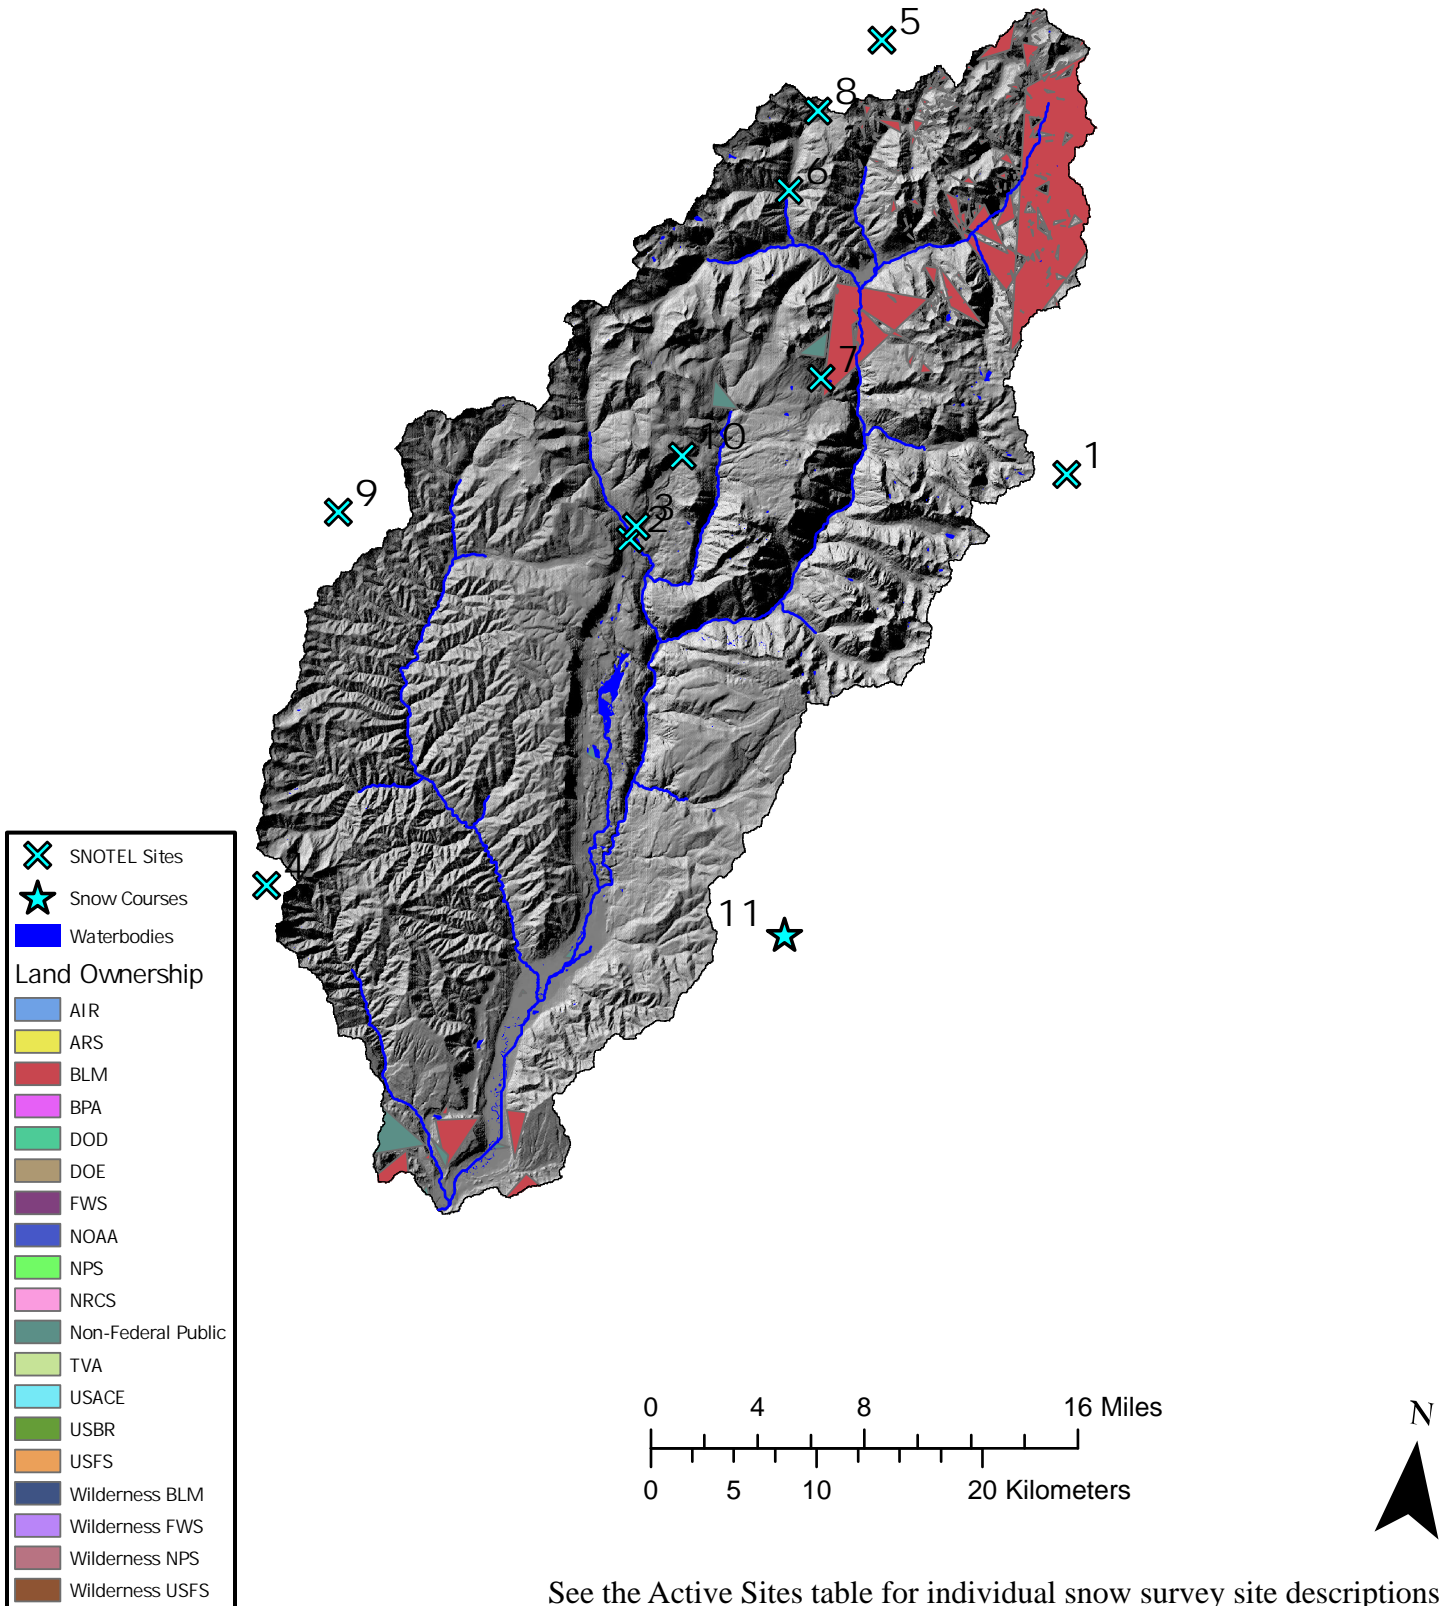 5
8
6
7
10
1
9
3
2
4
11
SNOTEL Sites
Snow Courses
Waterbodies
Land Ownership
AIR
ARS
BLM
BPA
DOD
DOE
FWS
NOAA
NPS
NRCS
Non-Federal Public
TVA
USACE
USBR
USFS
Wilderness BLM
Wilderness FWS
Wilderness NPS
Wilderness USFS
0 4 8 16 Miles
0 5 10 20 Kilometers
N
See the Active Sites table for individual snow survey site descriptions